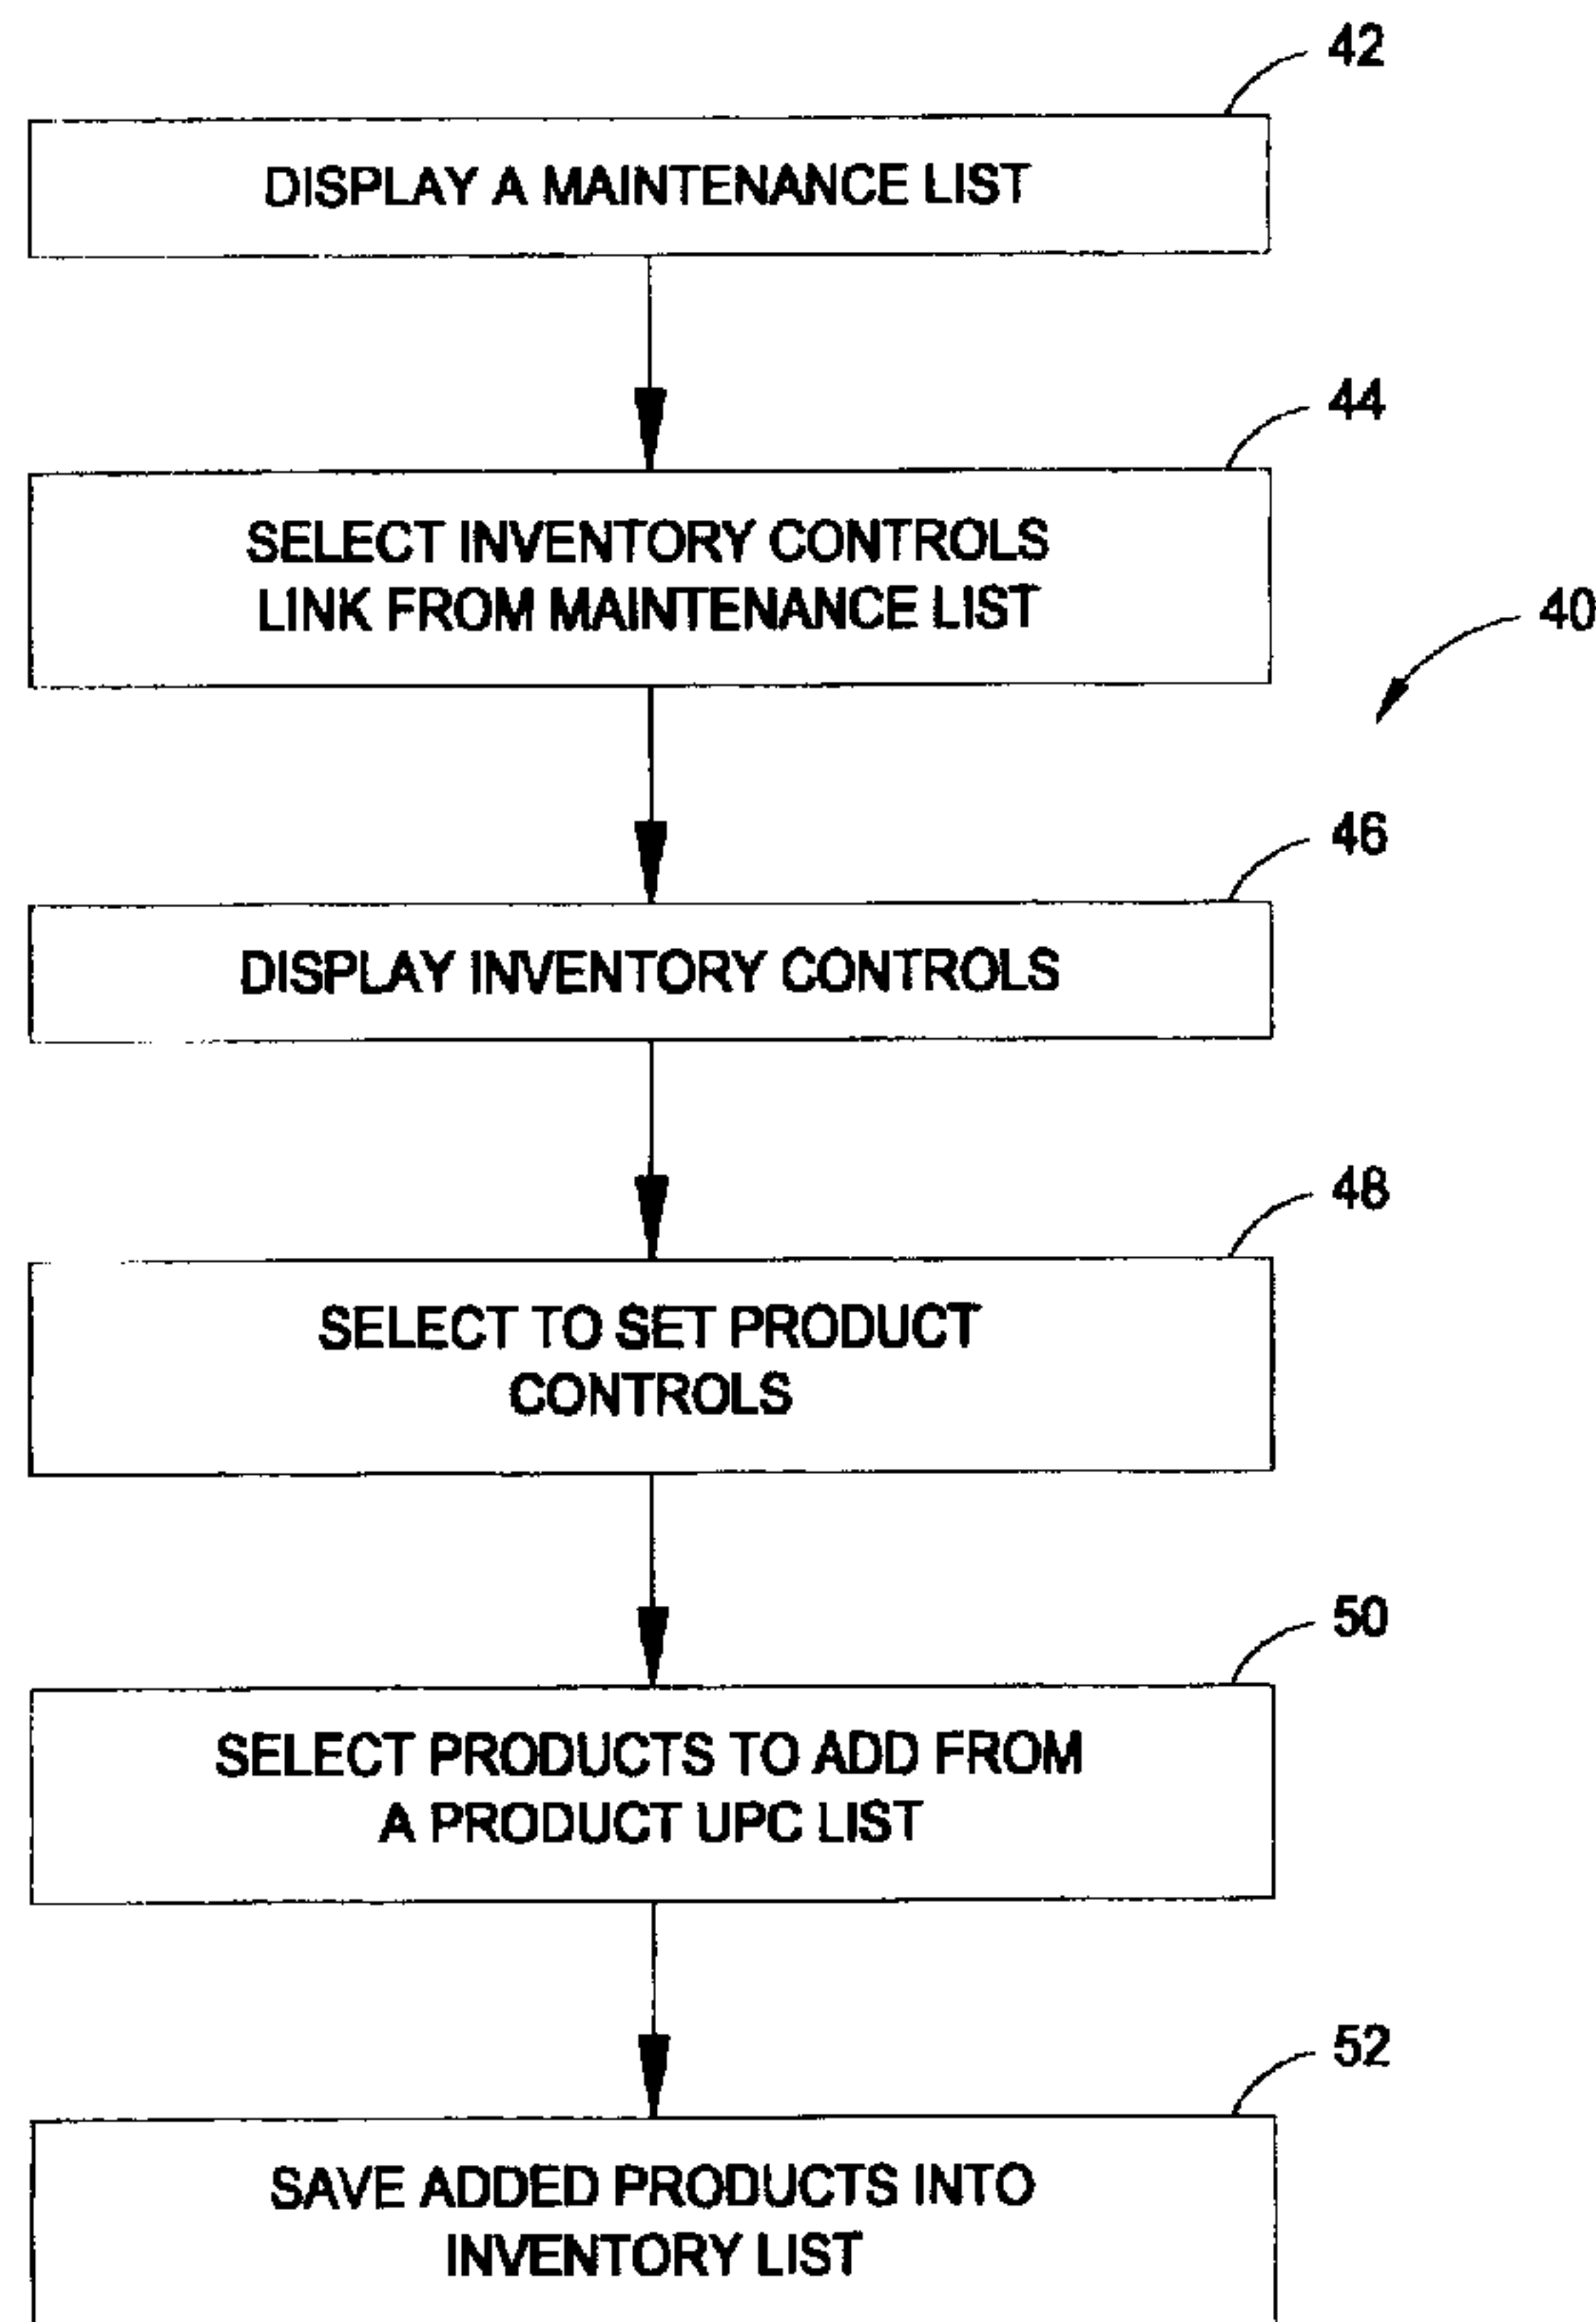 42
DISPLAY A MAINTENANCE LIST
44
SELECT INVENTORY CONTROLS
LINK FROM MAINTENANCE LIST
40
46
DISPLAY INVENTORY CONTROLS
48
SELECT TO SET PRODUCT
CONTROLS
50
SELECT PRODUCTS TO ADD FROM
A PRODUCT UPC LIST
52
SAVE ADDED PRODUCTS INTO
INVENTORY LIST